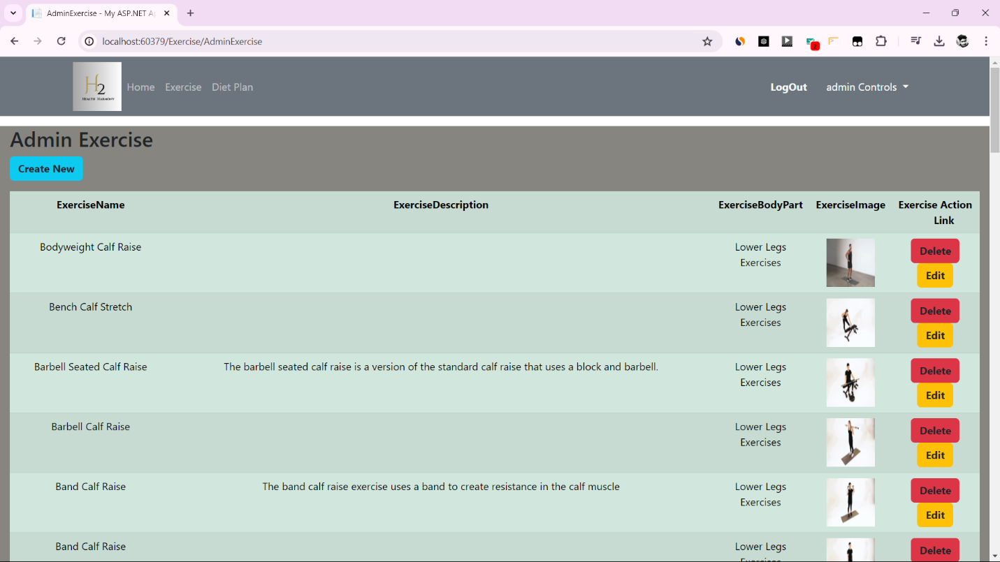 AdminExercise - My ASP.NET Ap
localhost:60379/Exercise/AdminExercise
2
H2
HEALTH HARMONY
Home Exercise Diet Plan LogOut admin Controls
Admin Exercise
Create New
ExerciseName ExerciseDescription ExerciseBodyPart ExerciseImage Exercise Action
Link
Bodyweight Calf Raise Lower Legs
Exercises
Delete
Edit
Bench Calf Stretch Lower Legs
Exercises
Delete
Edit
Barbell Seated Calf Raise The barbell seated calf raise is a version of the standard calf raise that uses a block and barbell. Lower Legs
Exercises
Delete
Edit
Barbell Calf Raise Lower Legs
Exercises
Delete
Edit
Band Calf Raise The band calf raise exercise uses a band to create resistance in the calf muscle Lower Legs
Exercises
Delete
Edit
Band Calf Raise Lower Legs
Exercises
Delete